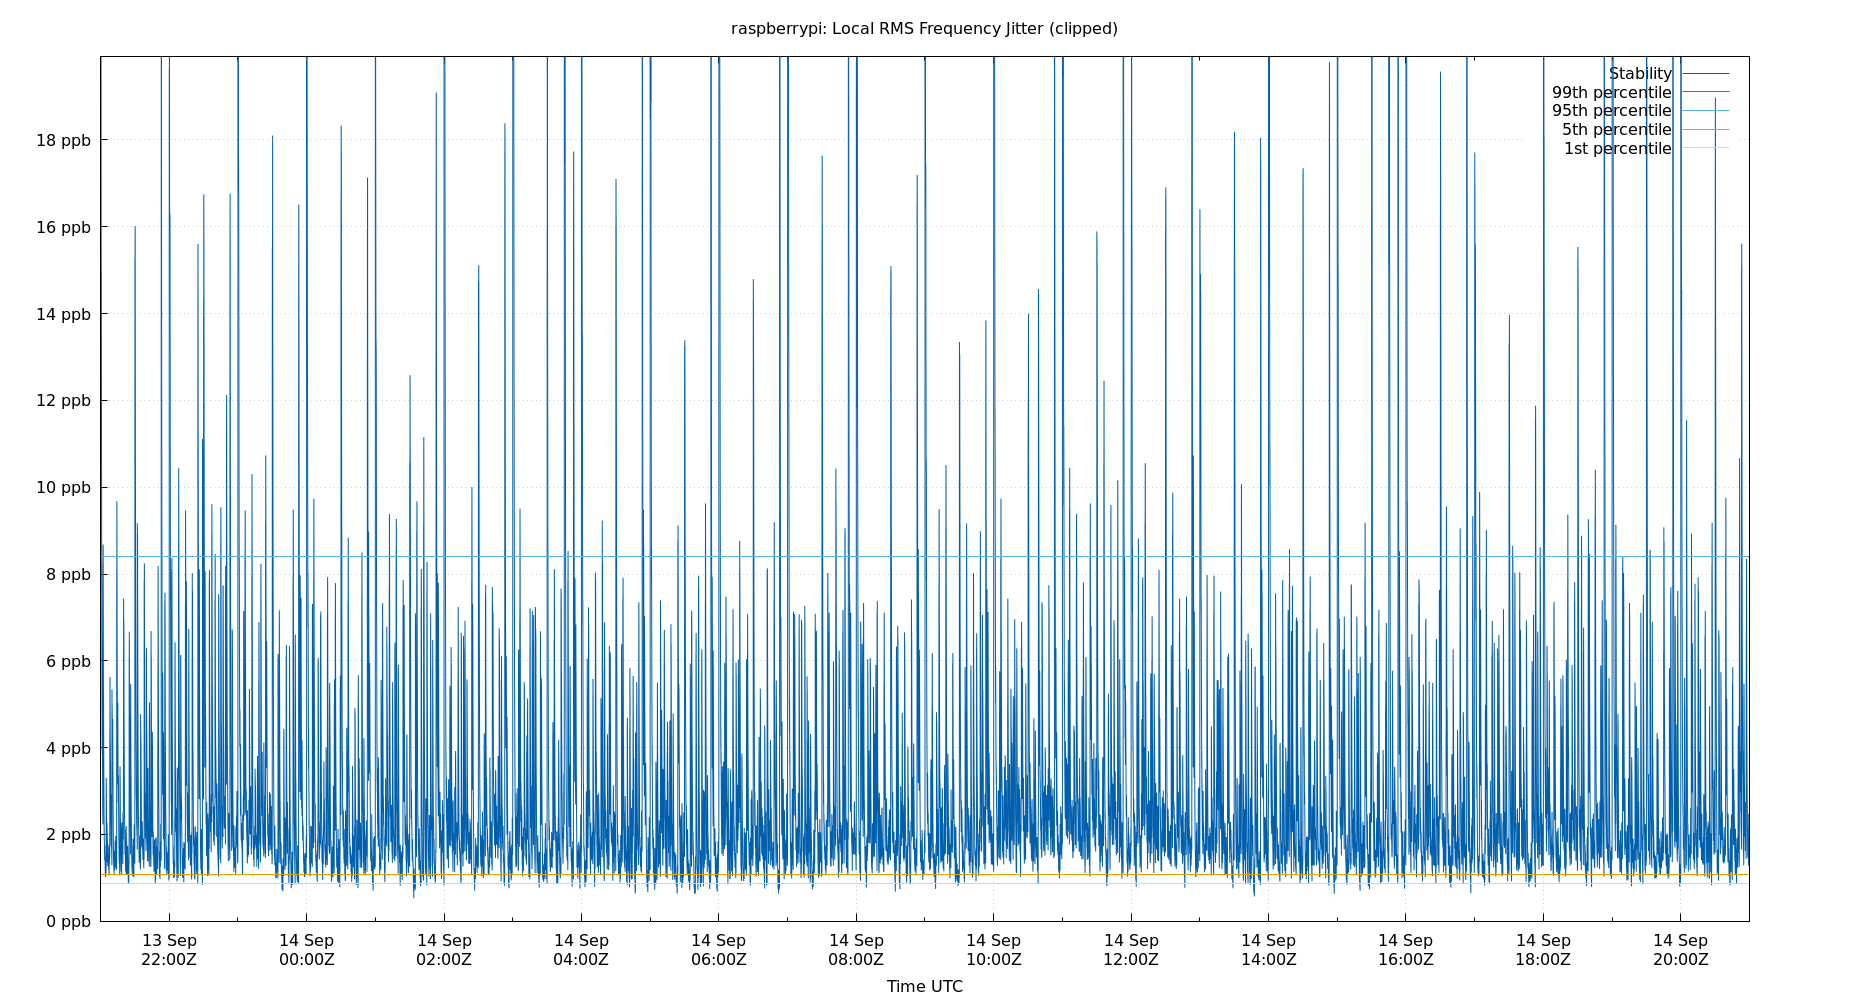 raspberrypi: Local RMS Frequency Jitter (clipped)
Stability
99th percentile
95th percentile
5th percentile
1st percentile
18 ppb
16 ppb
14 ppb
12 ppb
10 ppb
8 ppb
6 ppb
4 ppb
2 ppb
0 ppb
13 Sep 14 Sep 14 Sep 14 Sep 14 Sep 14 Sep 14 Sep 14 Sep 14 Sep 14 Sep 14 Sep 14 Sep
22:00Z 00:00Z 02:00Z 04:00Z 06:00Z 08:00Z 10:00Z 12:00Z 14:00Z 16:00Z 18:00Z 20:00Z
Time UTC